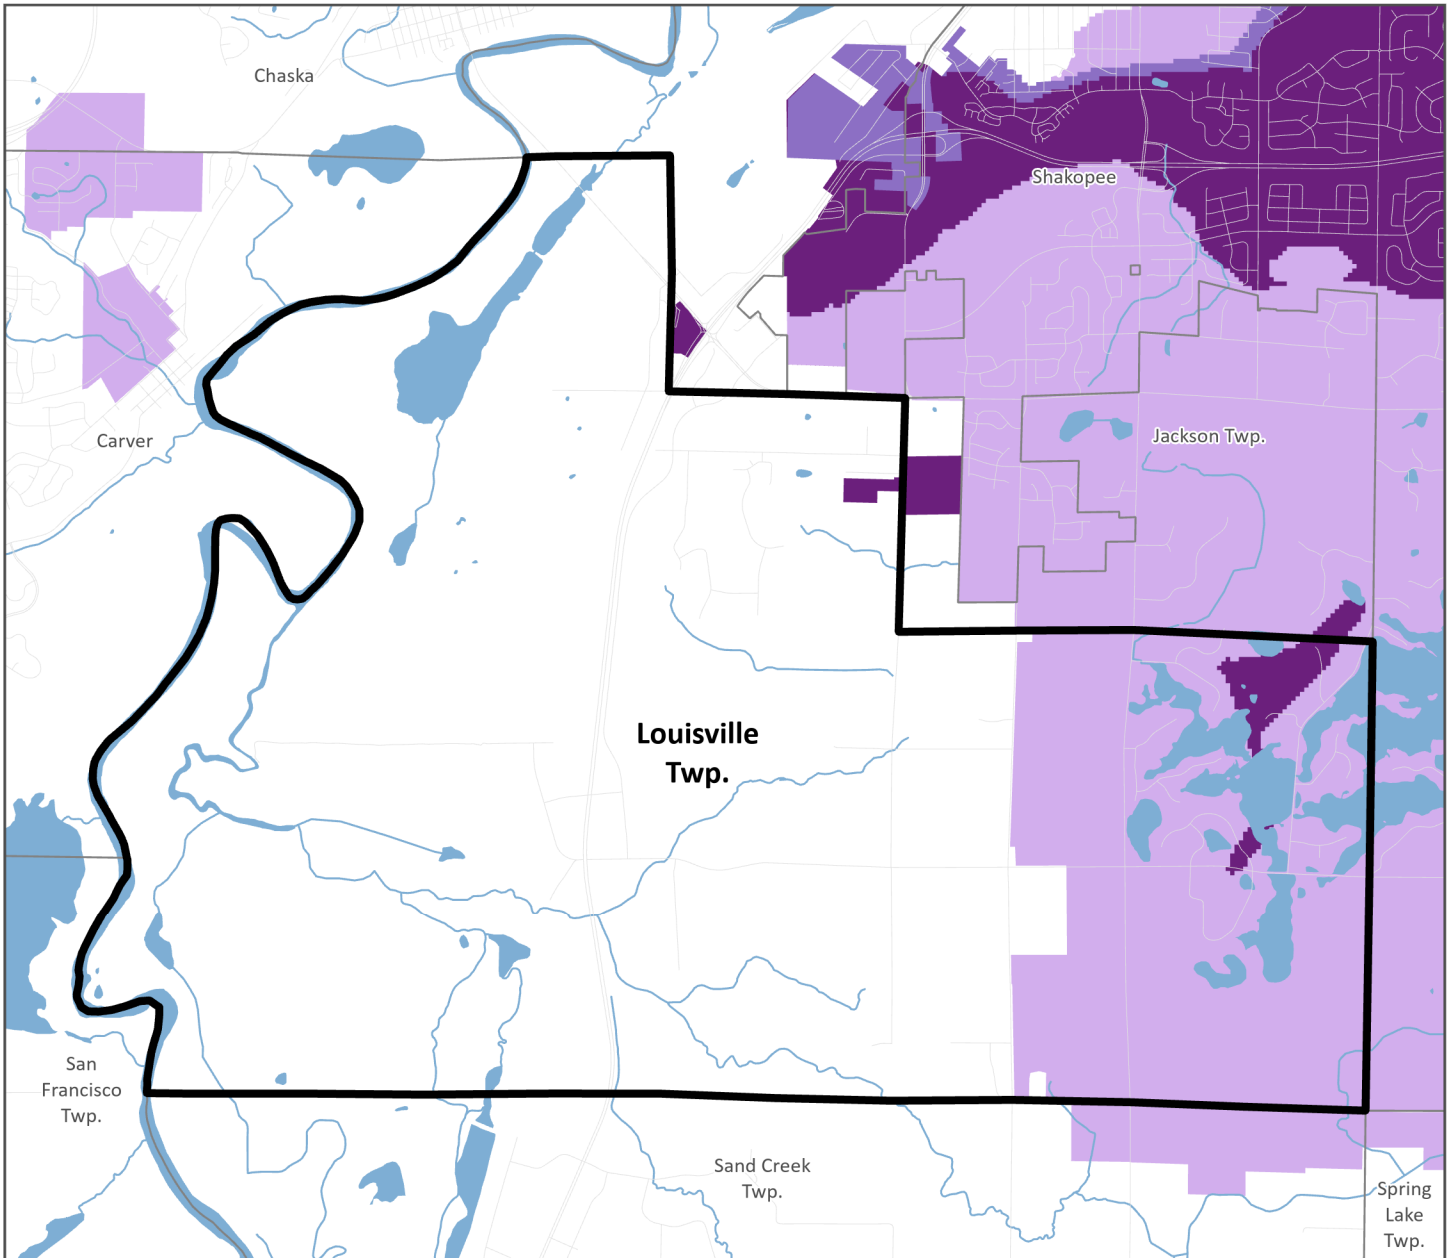 Chaska
Shakopee
Carver
Jackson Twp.
Louisville
Twp.
San
Francisco
Twp.
Sand Creek
Twp.
Spring
Lake
Twp.